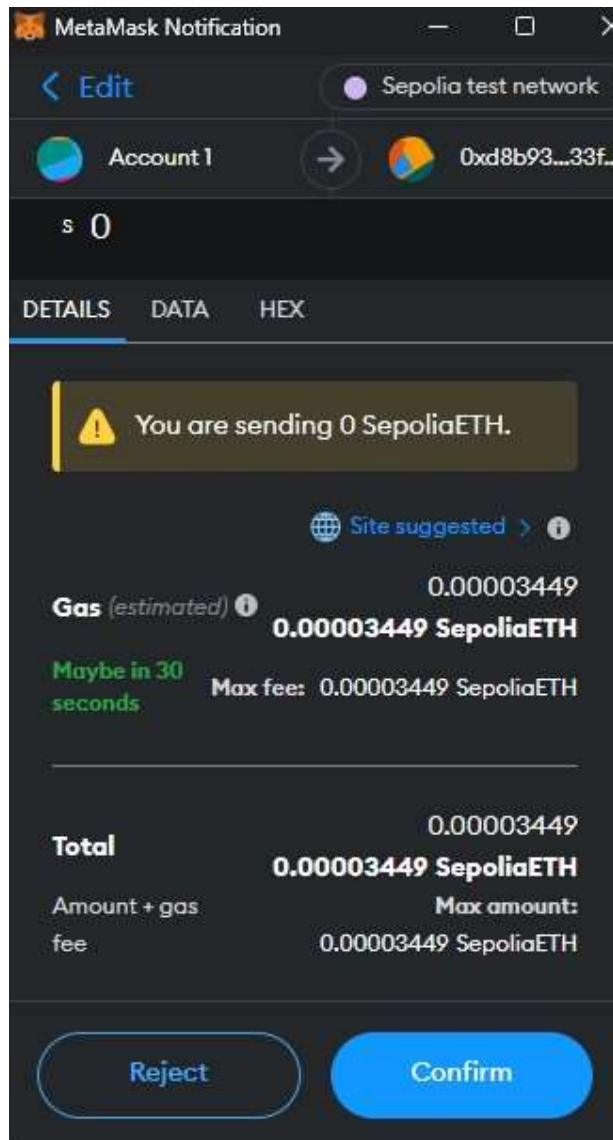 MetaMask Notification
Edit
Sepolia test network
Account 1
0xd8b93...33f...
s 0
DETAILS DATA HEX
You are sending 0 SepoliaETH.
Site suggested >
0.00003449
Gas (estimated)
0.00003449 SepoliaETH
Maybe in 30
seconds
Max fee: 0.00003449 SepoliaETH
0.00003449
Total
0.00003449 SepoliaETH
Amount + gas
fee
Max amount:
0.00003449 SepoliaETH
Reject
Confirm